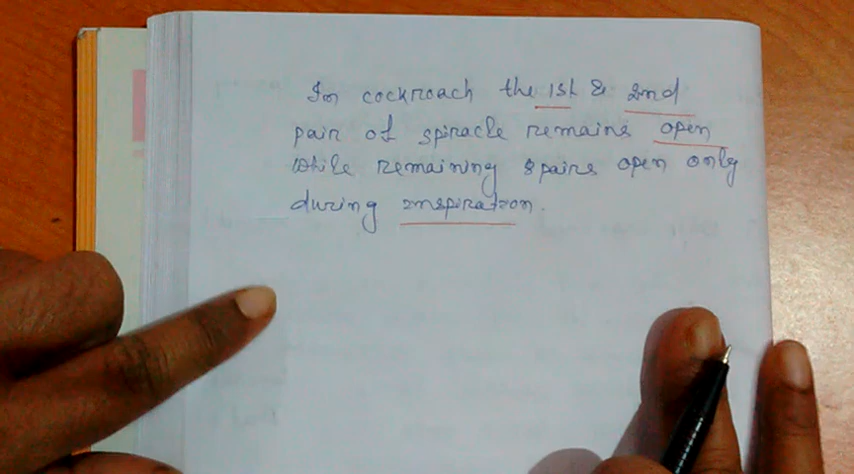 In cockroach the 1st & 2nd
pair of spiracle remains open
while remaining 8 pairs open only
during inspiration.